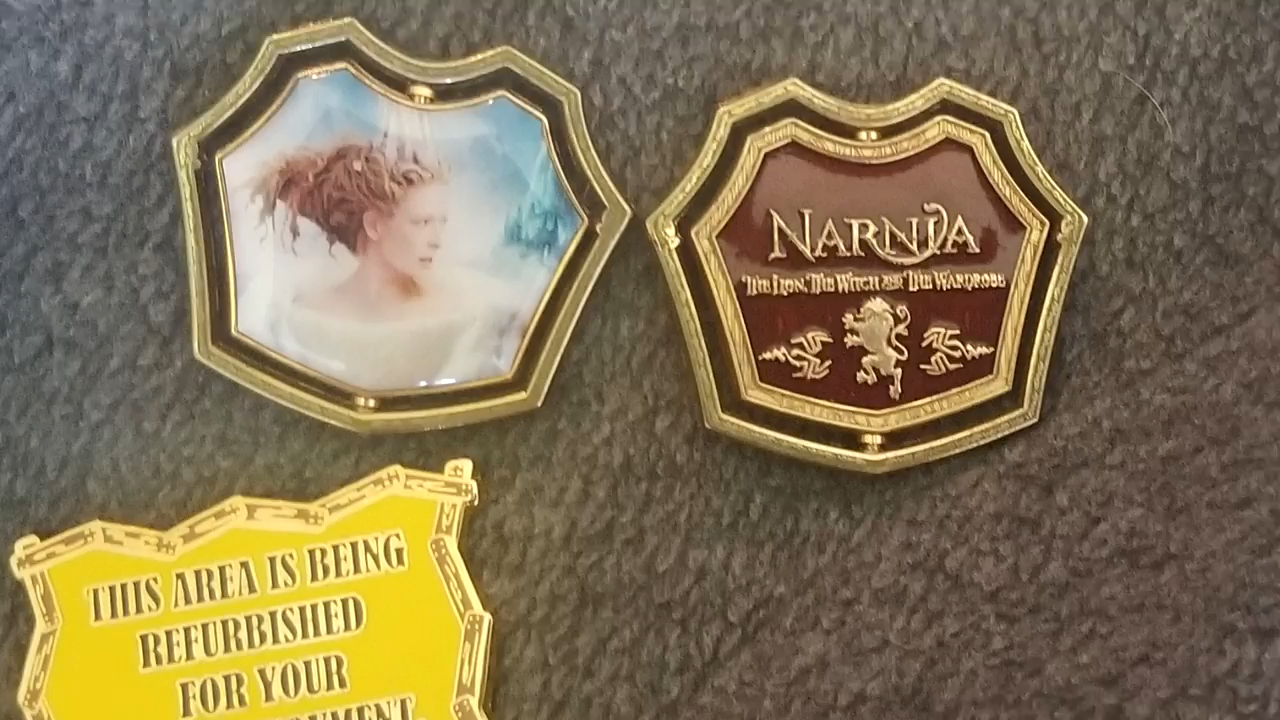 NARNIA
THE LION, THE WITCH AND THE WARDROBE
THIS AREA IS BEING
REFURBISHED
FOR YOUR